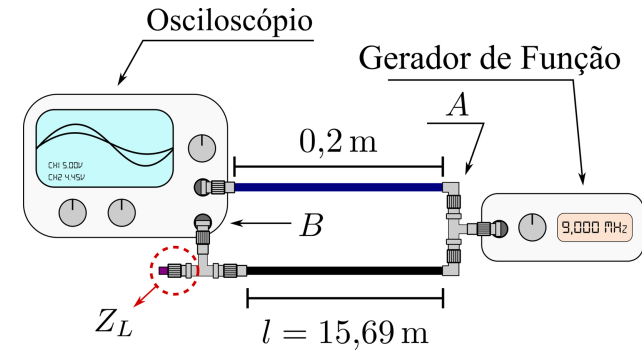 Osciloscópio
Gerador de Função
A
0,2 m
CH1 5.00V
CH2 4.45V
B
9,000 MHz
Z_L
l = 15,69 m